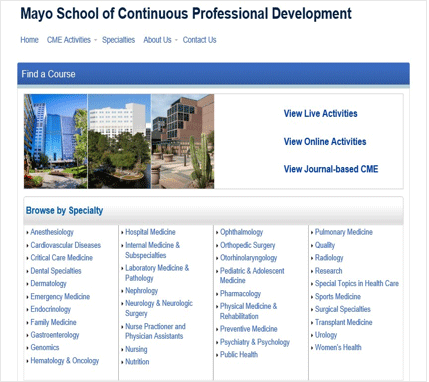 Mayo School of Continuous Professional Development
Home CME Activities Specialties About Us Contact Us
Find a Course
View Live Activities
View Online Activities
View Journal-based CME
Browse by Specialty
Anesthesiology
Cardiovascular Diseases
Critical Care Medicine
Dental Specialties
Dermatology
Emergency Medicine
Endocrinology
Family Medicine
Gastroenterology
Genomics
Hematology & Oncology
Hospital Medicine
Internal Medicine &
Subspecialties
Laboratory Medicine &
Pathology
Nephrology
Neurology & Neurologic
Surgery
Nurse Practioner and
Physician Assistants
Nursing
Nutrition
Ophthalmology
Orthopedic Surgery
Otorhinolaryngology
Pediatric & Adolescent
Medicine
Pharmacology
Physical Medicine &
Rehabilitation
Preventive Medicine
Psychiatry & Psychology
Public Health
Pulmonary Medicine
Quality
Radiology
Research
Special Topics in Health Care
Sports Medicine
Surgical Specialties
Transplant Medicine
Urology
Women's Health